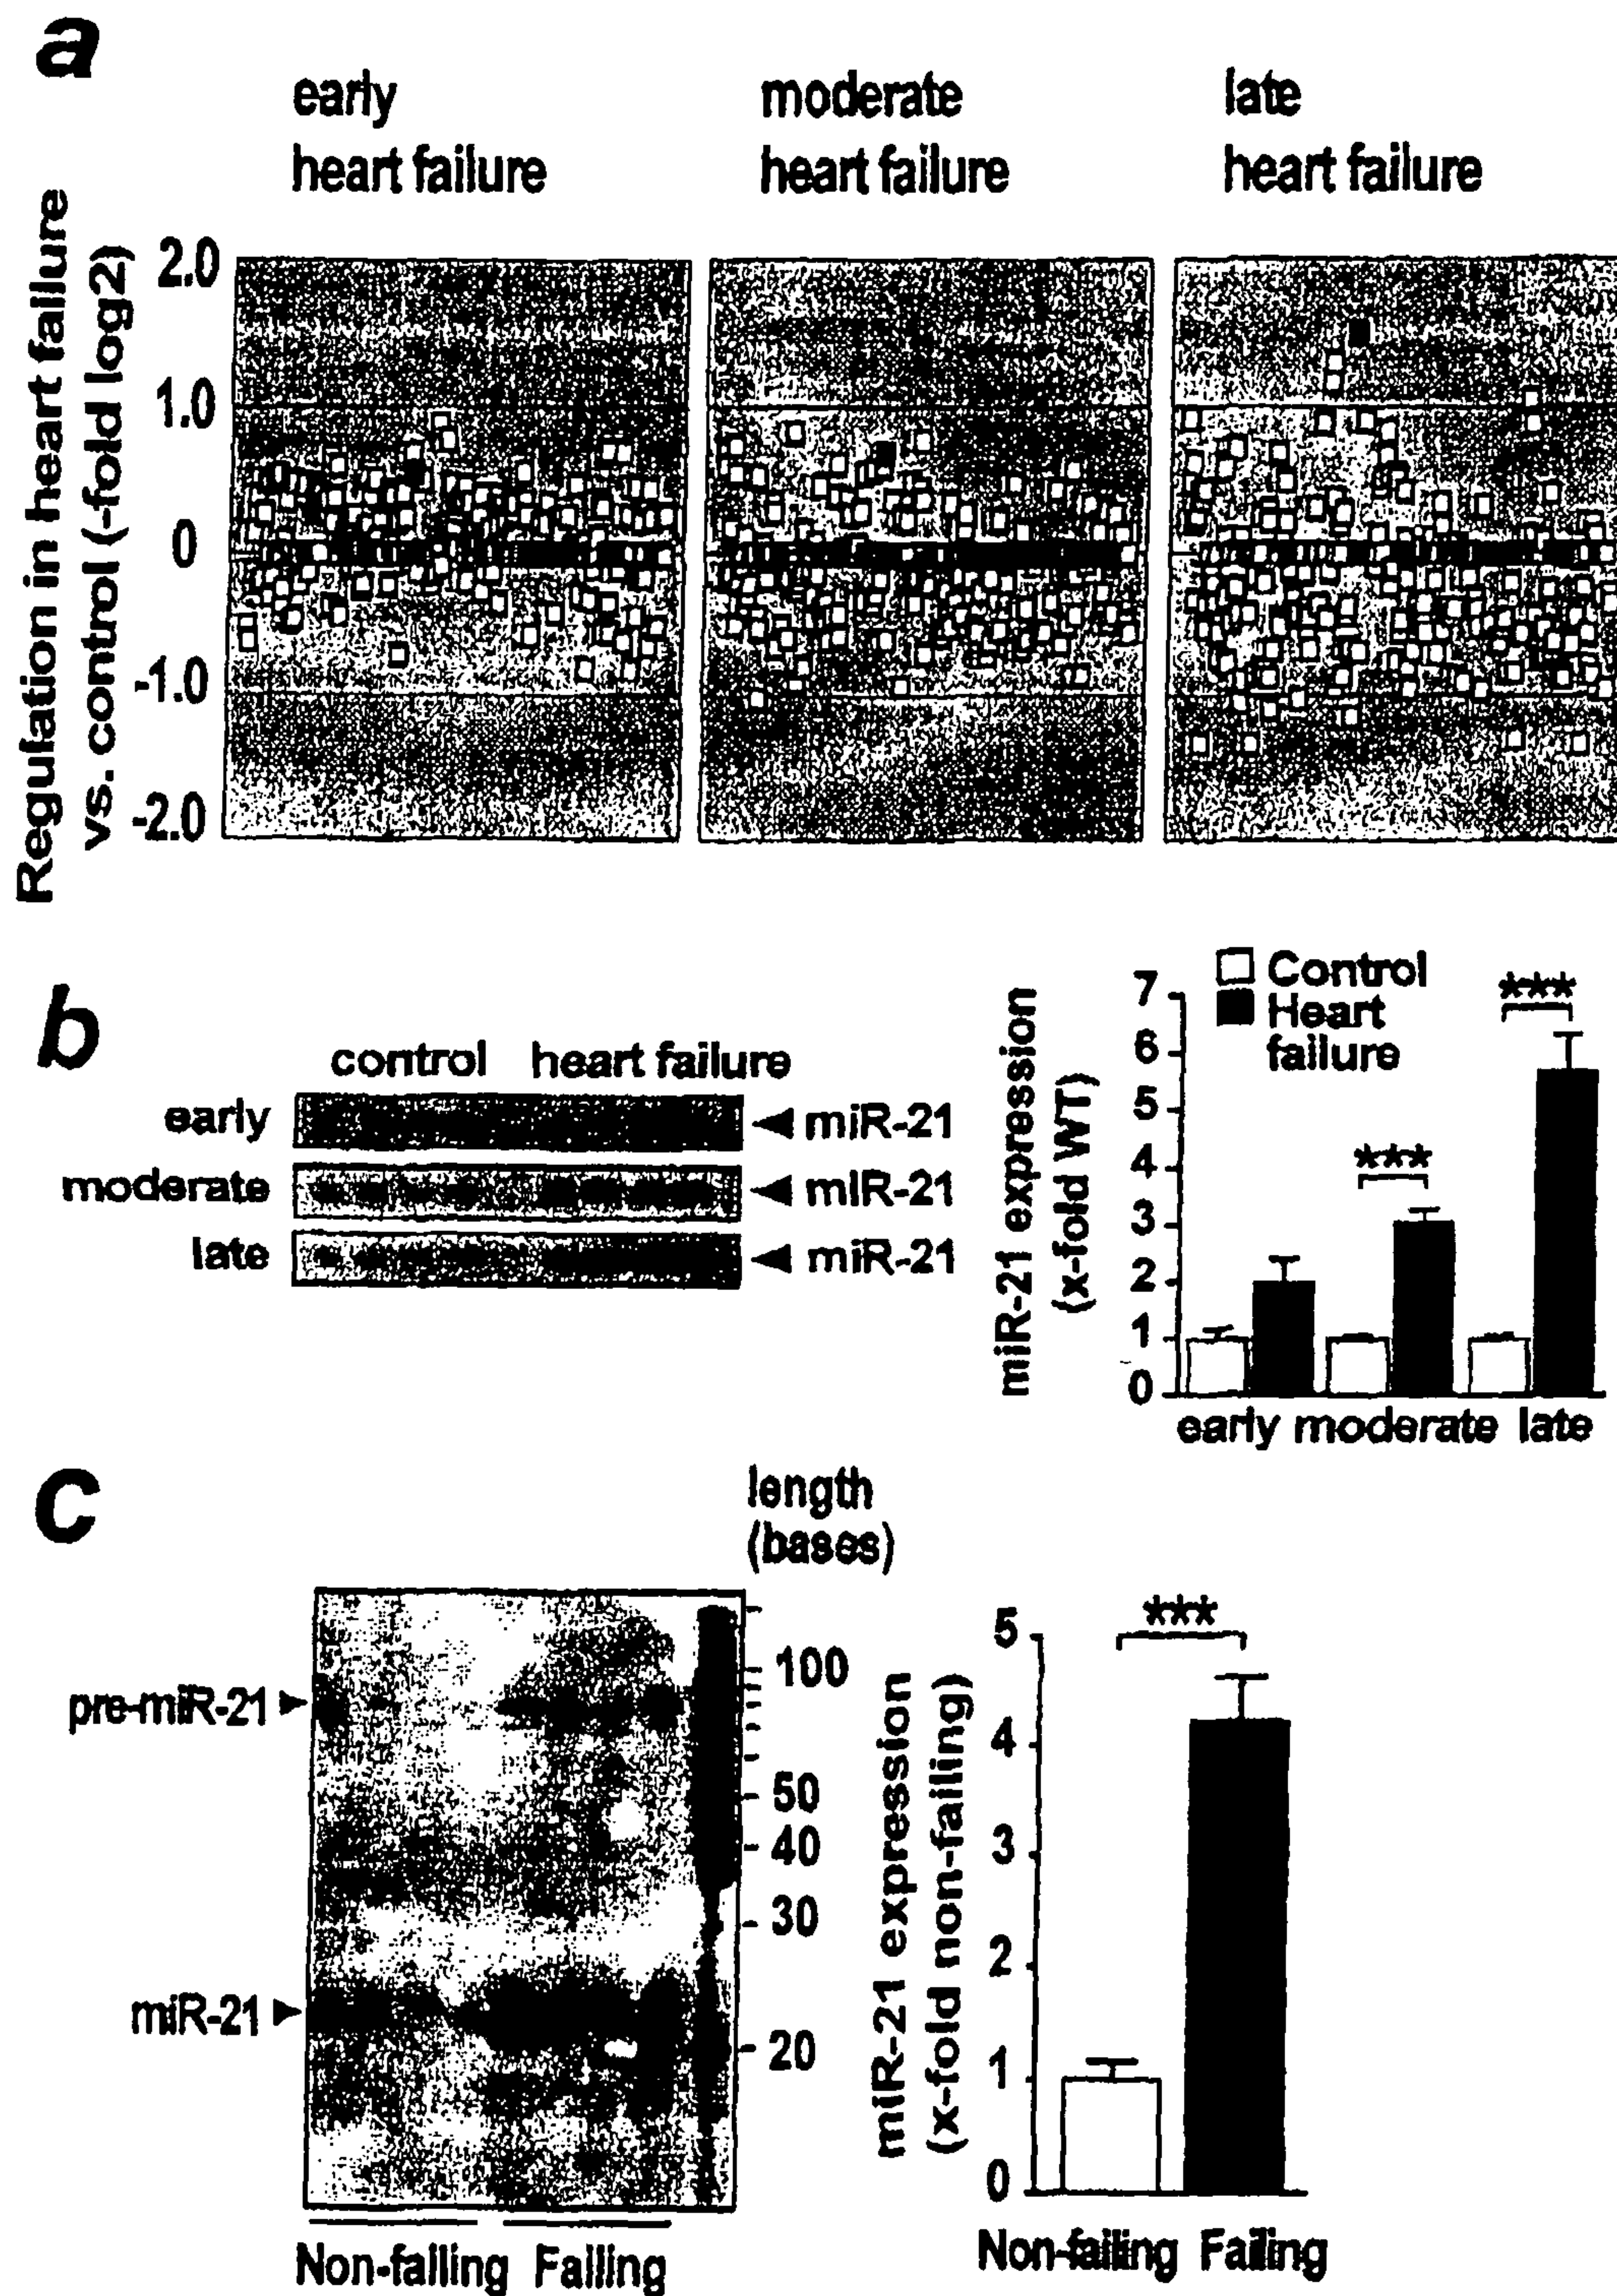 a
early
heart failure
moderate
heart failure
late
heart failure
Regulation in heart failure
vs. control (-fold log2)
2.0
1.0
0
-1.0
-2.0
b
control heart failure
early
miR-21
moderate
mIR-21
late
miR-21
miR-21 expression
(x-fold WT)
7
6
5
4
3
2
1
0
Control
Heart
failure
***
***
early moderate late
c
length
(bases)
pre-miR-21
miR-21
100
50
40
30
20
Non-falling Falling
miR-21 expression
(x-fold non-failing)
5
4
3
2
1
0
***
Non-failing Failing